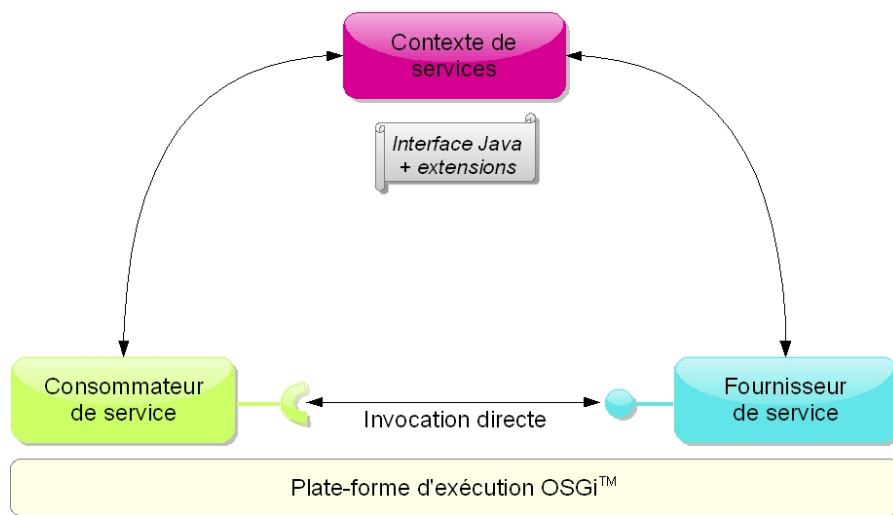 Contexte de
services
Interface Java
+ extensions
Consommateur
de service
Invocation directe
Fournisseur
de service
Plate-forme d'exécution OSGi™